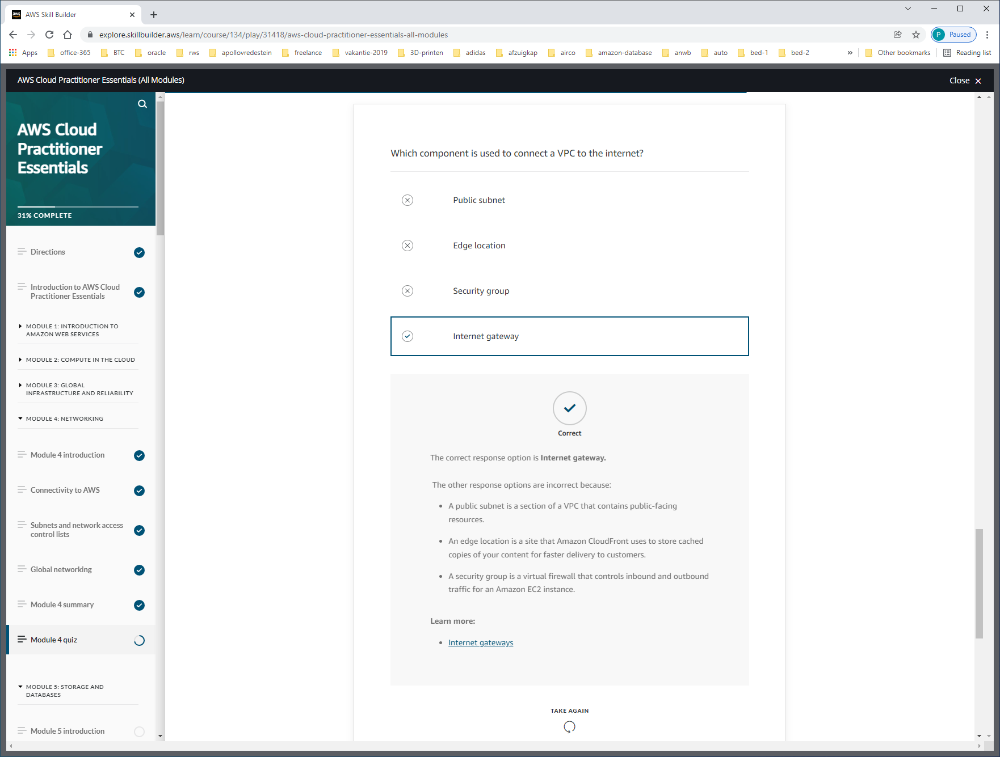 aws
AWS Skill Builder
explore.skillbuilder.aws/learn/course/134/play/31418/aws-cloud-practitioner-essentials-all-modules
P Paused
Apps office-365 BTC oracle rws apollovredestein freelance vakantie-2019 3D-printen adidas afzuigkap airco amazon-database anwb auto bed-1 bed-2 » Other bookmarks Reading list
AWS Cloud Practitioner Essentials (All Modules)
Close
AWS Cloud
Practitioner
Essentials
31% COMPLETE
Directions
Introduction to AWS Cloud
Practitioner Essentials
MODULE 1: INTRODUCTION TO
AMAZON WEB SERVICES
MODULE 2: COMPUTE IN THE CLOUD
MODULE 3: GLOBAL
INFRASTRUCTURE AND RELIABILITY
MODULE 4: NETWORKING
Module 4 introduction
Connectivity to AWS
Subnets and network access
control lists
Global networking
Module 4 summary
Module 4 quiz
MODULE 5: STORAGE AND
DATABASES
Module 5 introduction
Which component is used to connect a VPC to the internet?
Public subnet
Edge location
Security group
Internet gateway
Correct
The correct response option is Internet gateway.
The other response options are incorrect because:
• A public subnet is a section of a VPC that contains public-facing
resources.
• An edge location is a site that Amazon CloudFront uses to store cached
copies of your content for faster delivery to customers.
• A security group is a virtual firewall that controls inbound and outbound
traffic for an Amazon EC2 instance.
Learn more:
• Internet gateways
TAKE AGAIN